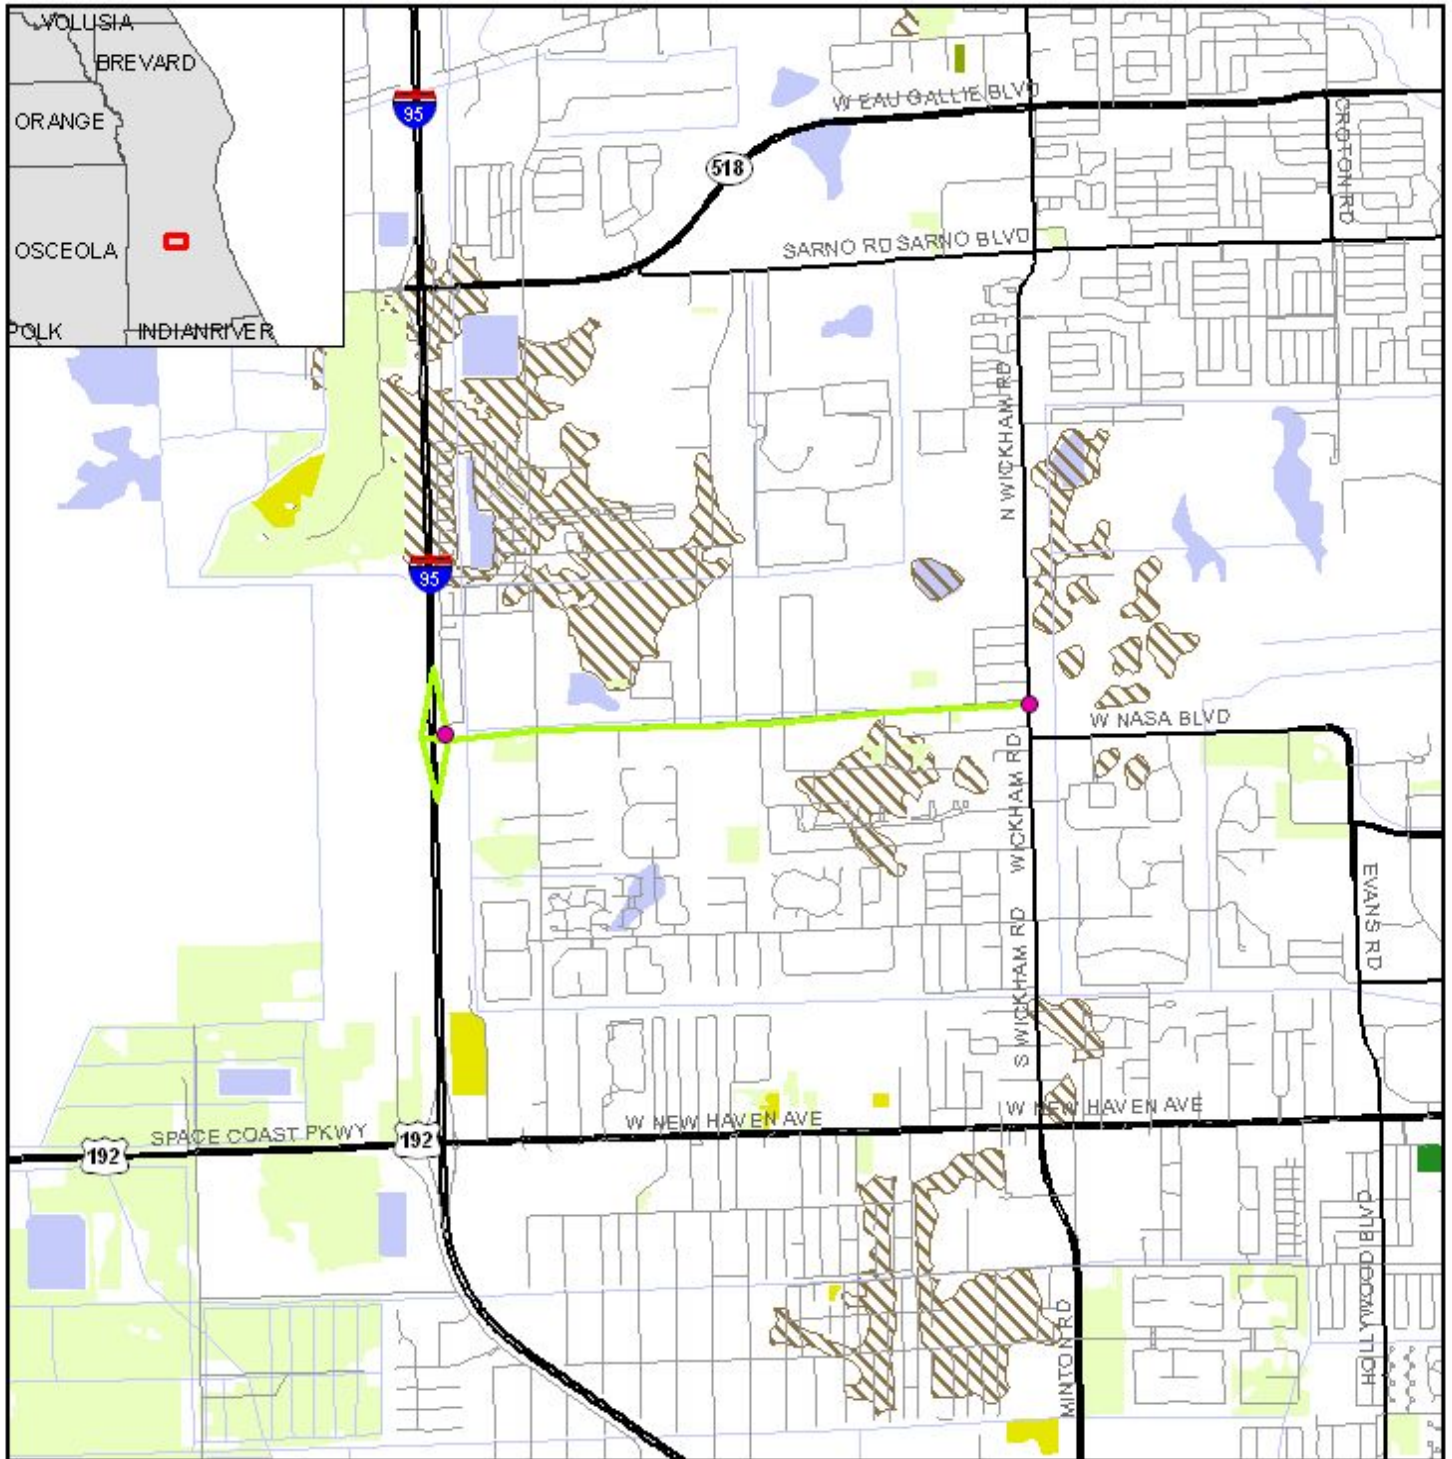 VOLUSIA
BREVARD
ORANGE
OSCEOLA
POLK
INDIANRIVER
95
W EAU GALLIE BLVD
518
CROTON RD
SARNO RD SARNO BLVD
N WICKHAM RD
95
W NASA BLVD
WICKHAM RD
EVANS RD
S WICKHAM RD
W NEW HAVEN AVE
W NEW HAVEN AVE
SPACE COAST PKWY
192
192
HOLLYWOOD BLVD
MINTON RD